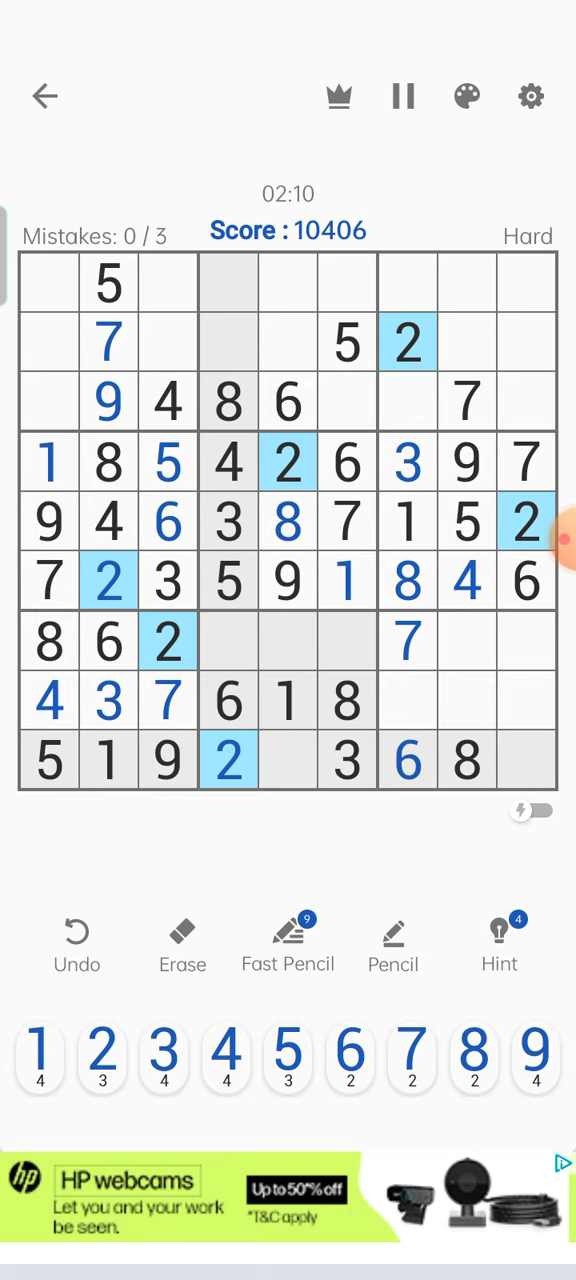 02:10
Mistakes: 0 / 3 Score : 10406 Hard
5
7 5 2
9 4 8 6 7
1 8 5 4 2 6 3 9 7
9 4 6 3 8 7 1 5 2
7 2 3 5 9 1 8 4 6
8 6 2 7
4 3 7 6 1 8
5 1 9 2 3 6 8
9 4
Undo Erase Fast Pencil Pencil Hint
1 2 3 4 5 6 7 8 9
4 3 4 4 3 2 2 2 4
hp HP webcams Up to 50*% off
Let you and your work *T&C apply
be seen.